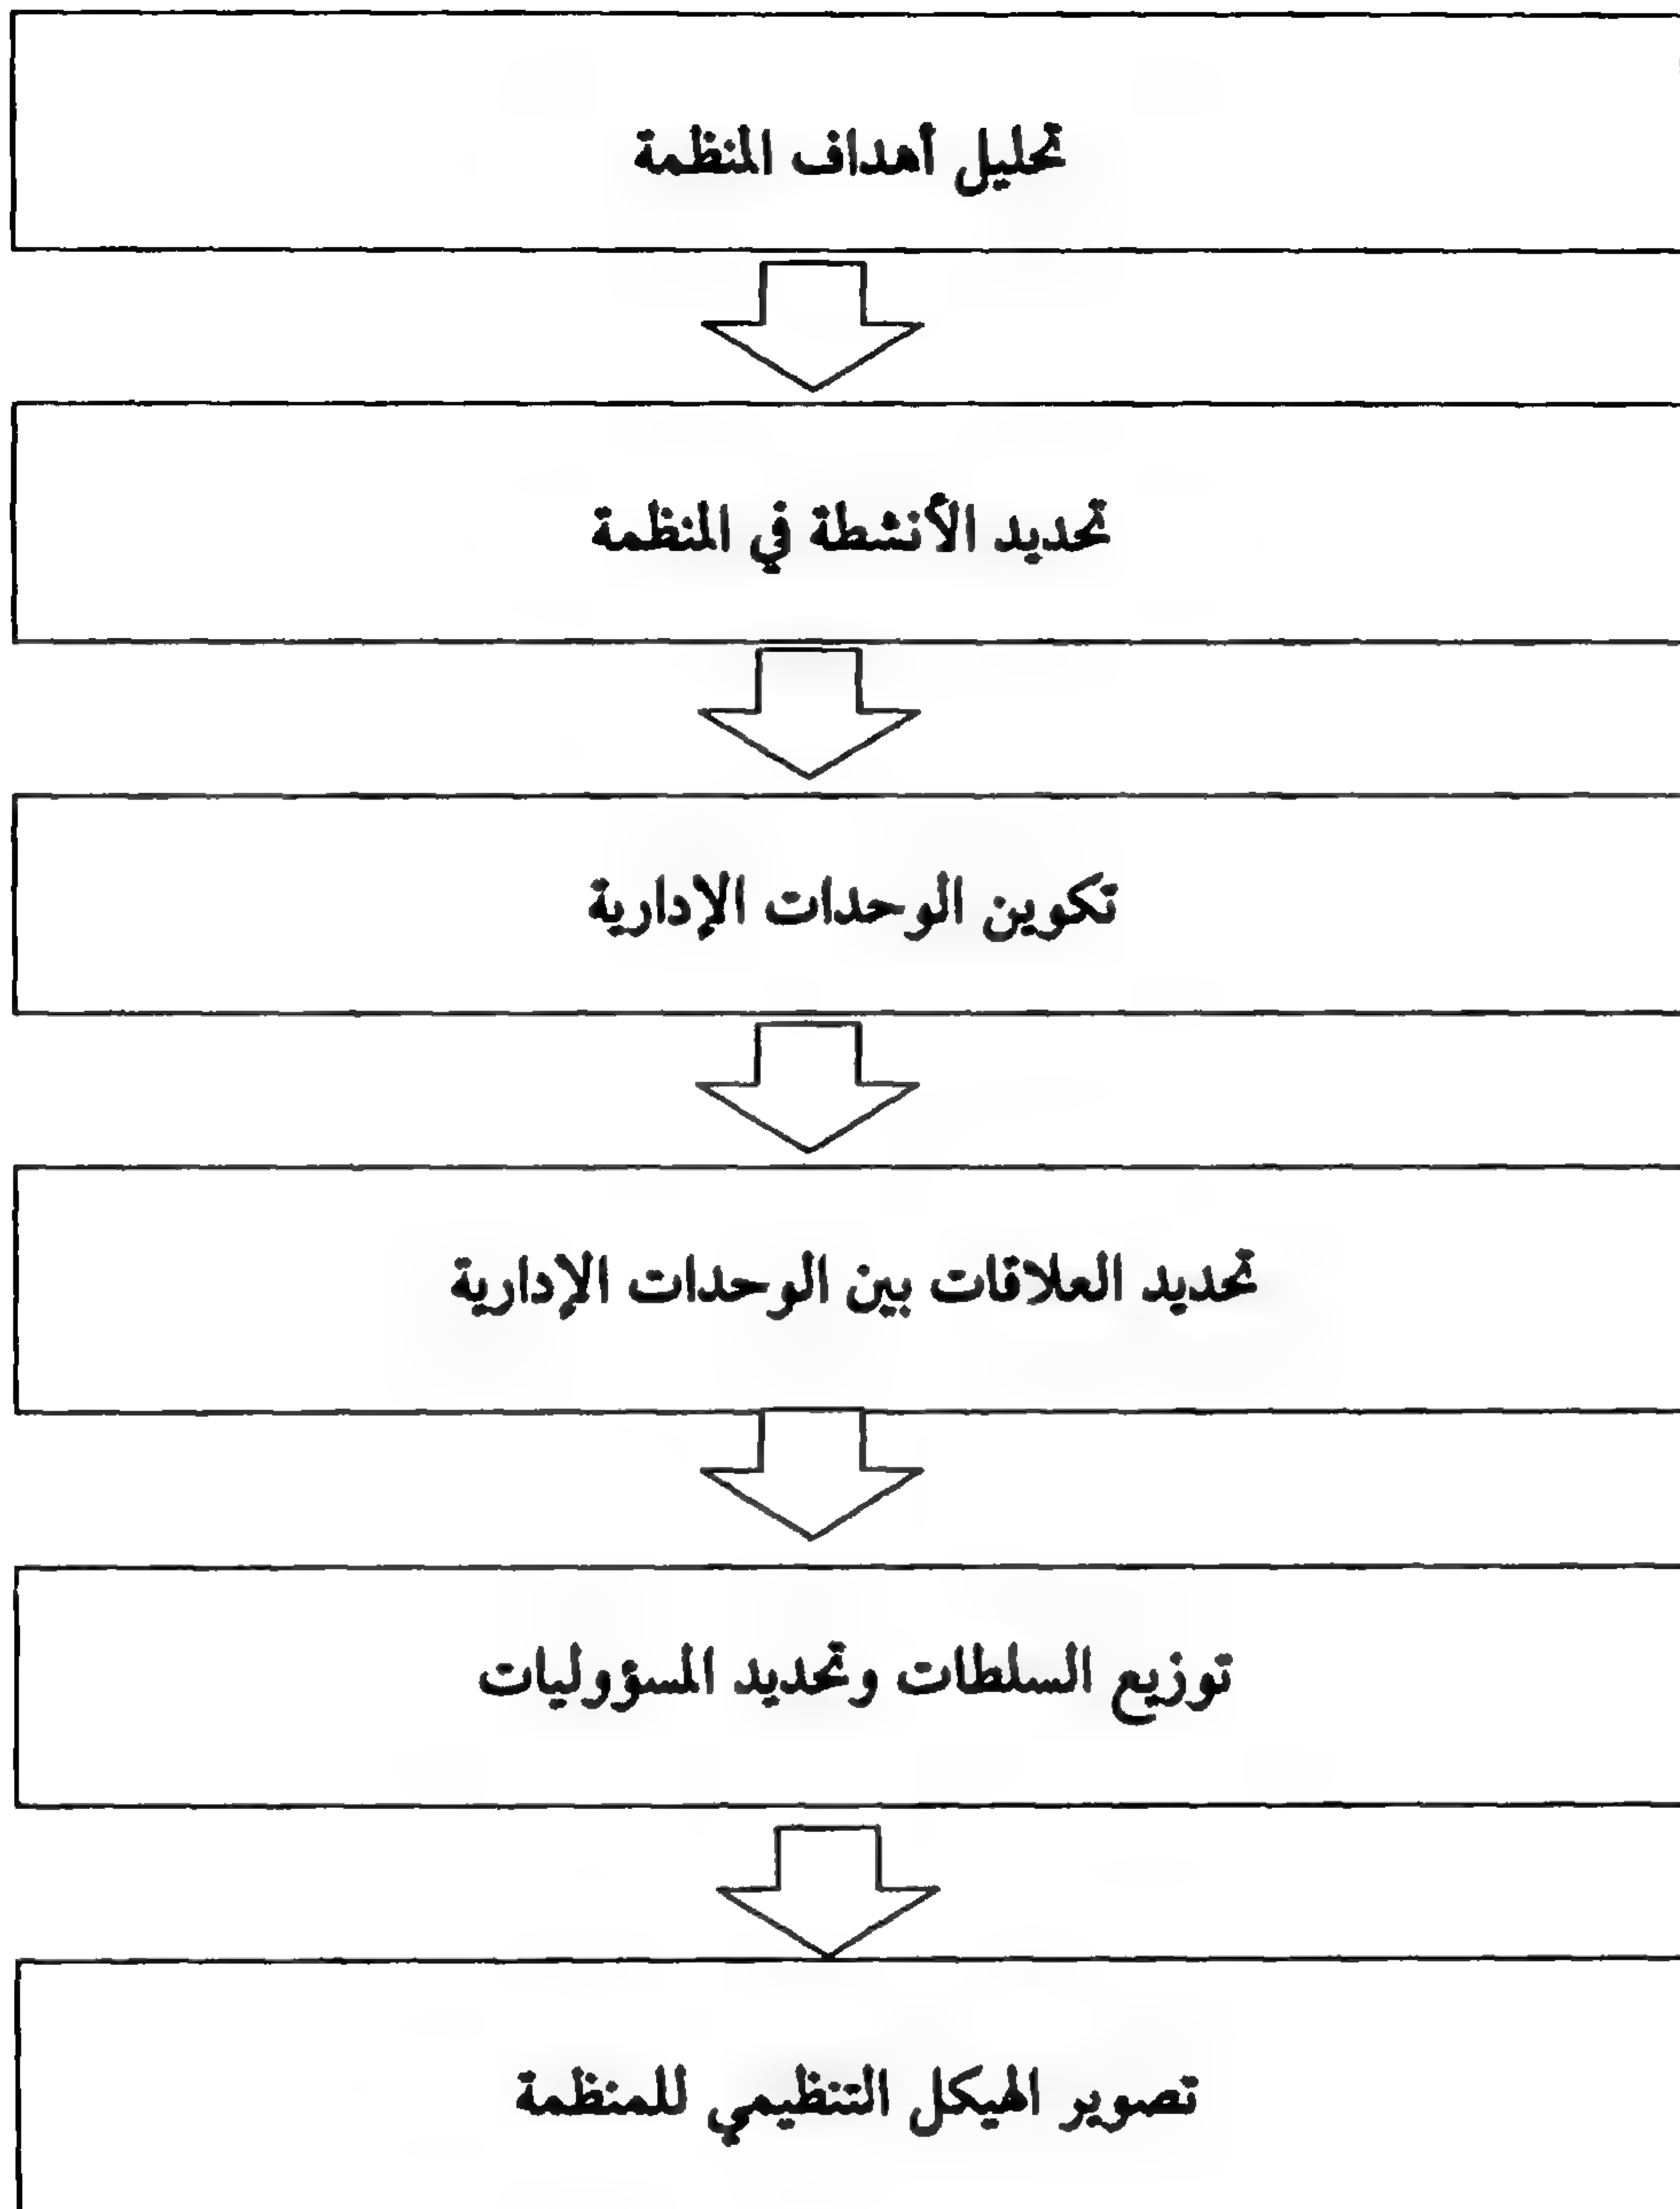 تحليل أهداف المنظمة
تحديد الأنشطة في المنظمة
تكوين الوحدات الإدارية
تحديد العلاقات بين الوحدات الإدارية
توزيع السلطات وتحديد المسؤوليات
تصوير الهيكل التنظيمي للمنظمة